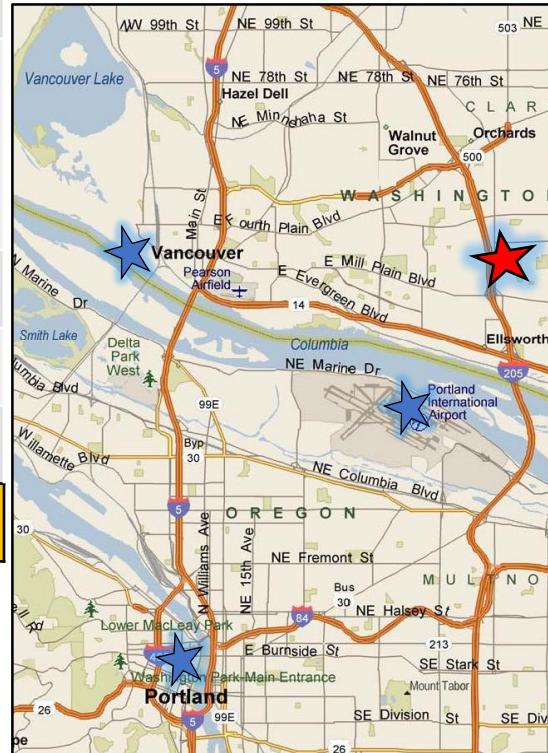 NW 99th St
NE 99th St
503
NE
Vancouver Lake
5
NE 78th St
NE 78th St
NE 76th St
Hazel Dell
CLAR
NE Minnehaha St
Walnut
Grove
Orchards
500
WASHINGTO
Main St
E Fourth Plain Blvd
Vancouver
E Mill Plain Blvd
Pearson
Airfield
E Evergreen Blvd
N Marine Dr
14
Smith Lake
Columbia
Ellsworth
Delta
Park
West
NE Marine Dr
205
Portland
International
Airport
umbia Blvd
99E
Willamette Blvd
Byp
30
NE Columbia Blvd
OREGON
5
30
N Williams Ave
NE 15th Ave
NE Fremont St
MULTNO
Bus
30
NE Halsey St
ell Rd
Lower MacLeay Park
84
213
E Burnside St
SE Stark St
Washington Park-Main Entrance
Mount Tabor
Portland
26
99E
SE Division St
SE Div
5
pe
26